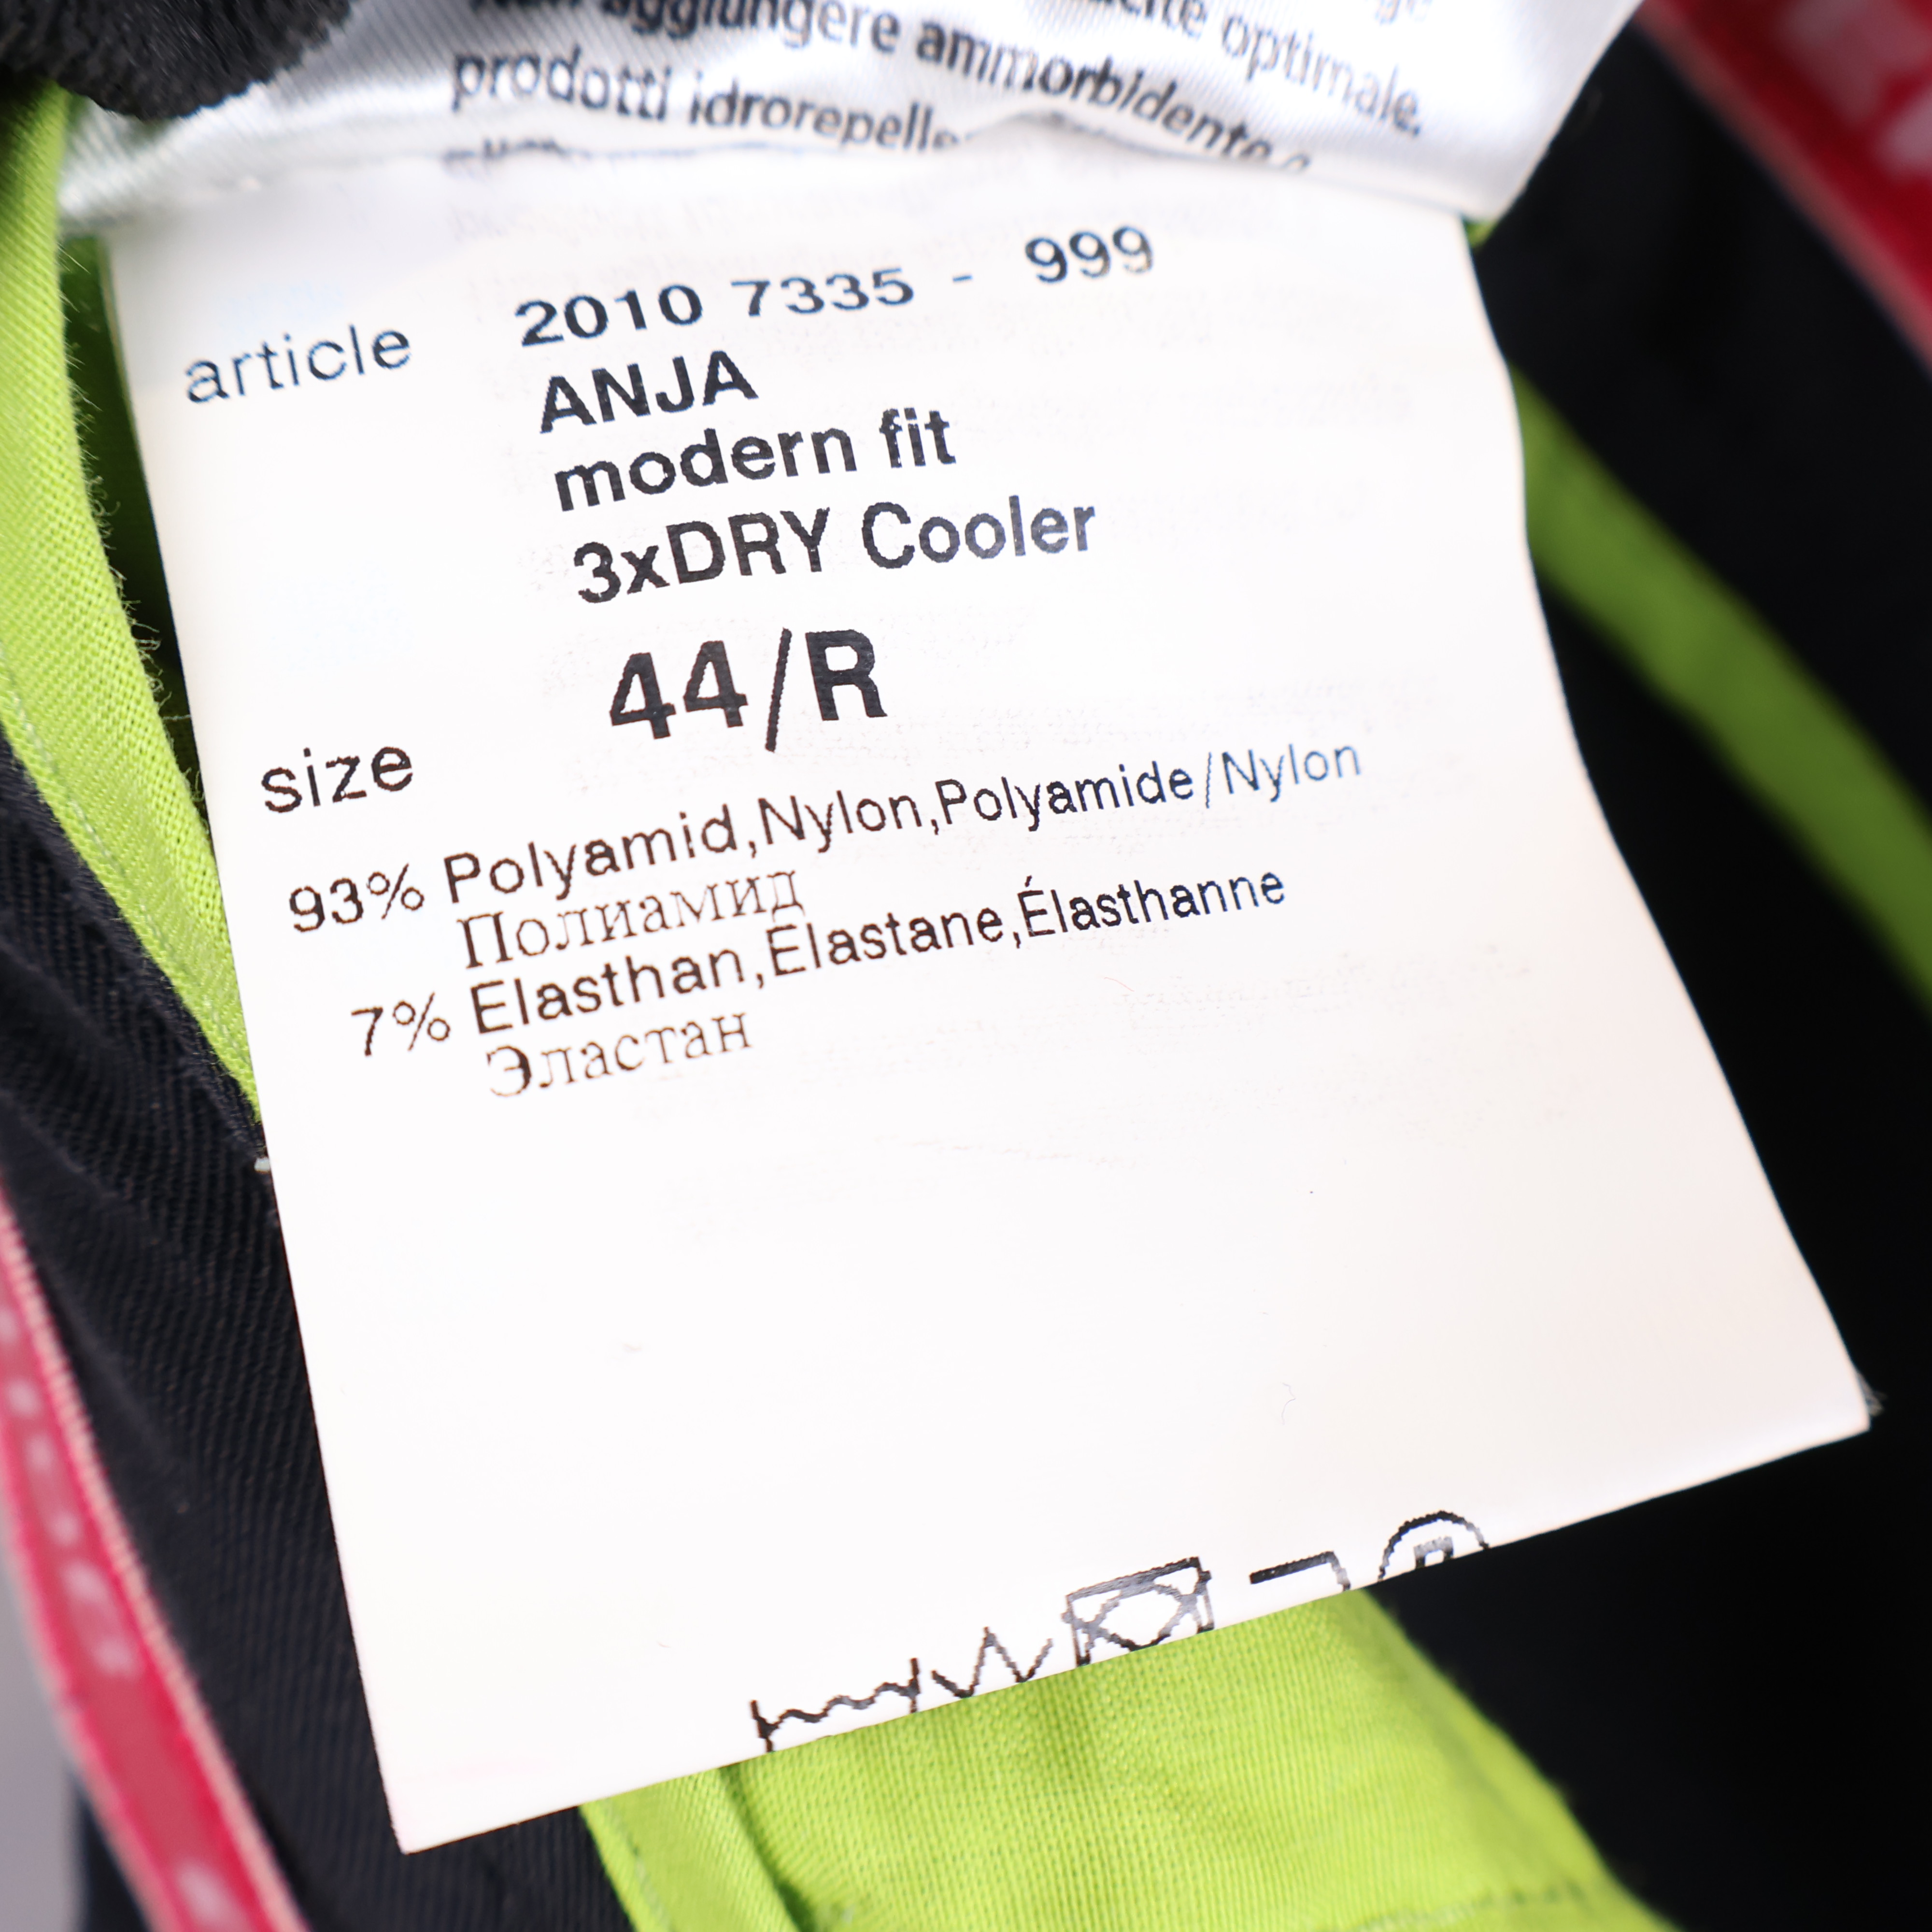 aggiungere ammorbidente o
optimale.
prodotti idrorepelle
article 2010 7335 - 999
ANJA
modern fit
3xDRY Cooler
size 44/R
93% Polyamid,Nylon,Polyamide/Nylon
Полиамид
7% Elasthan,Elastane,Élasthanne
Эластан